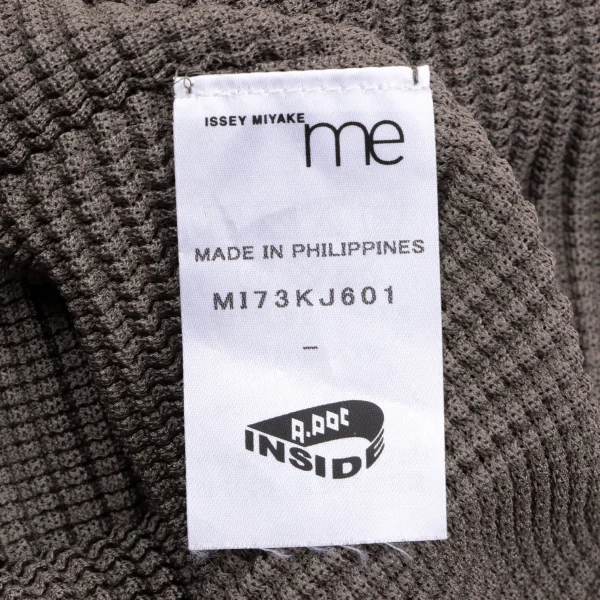 ISSEY MIYAKE me
MADE IN PHILIPPINES
MI73KJ601
–
A.POC
INSIDE